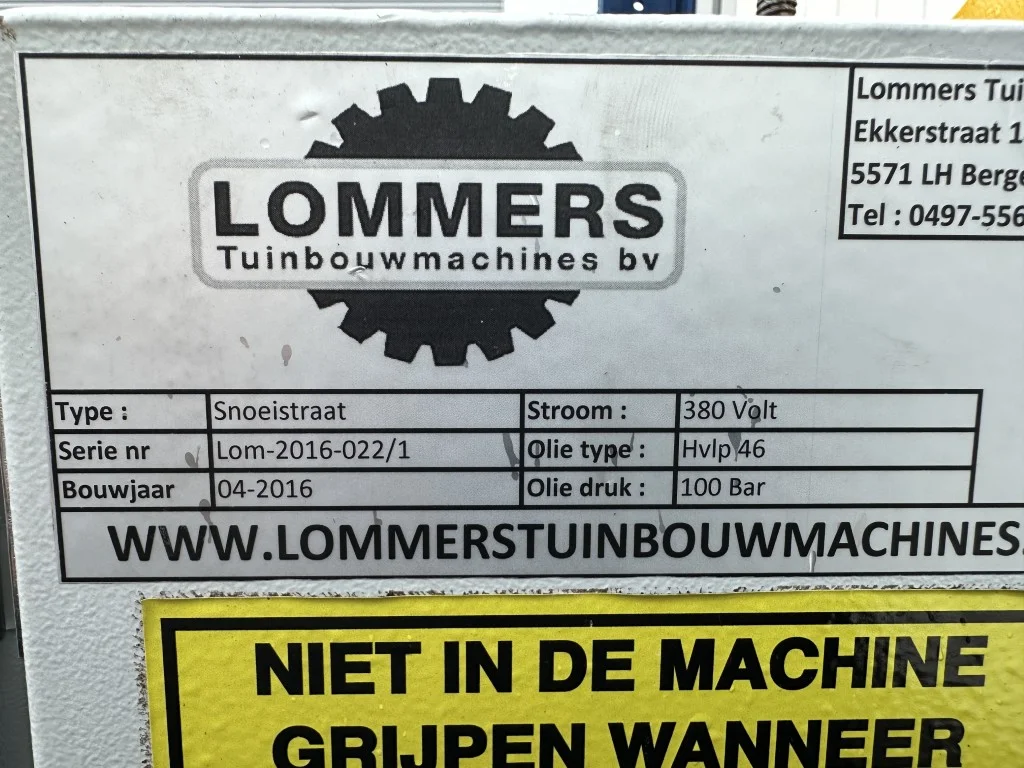 LOMMERS
Tuinbouwmachines bv
Lommers Tui
Ekkerstraat 1
5571 LH Berge
Tel : 0497-556
Type : Snoeistraat Stroom : 380 Volt
Serie nr Lom-2016-022/1 Olie type : Hvlp 46
Bouwjaar 04-2016 Olie druk : 100 Bar
WWW.LOMMERSTUINBOUWMACHINES.
NIET IN DE MACHINE
GRIJPEN WANNEER